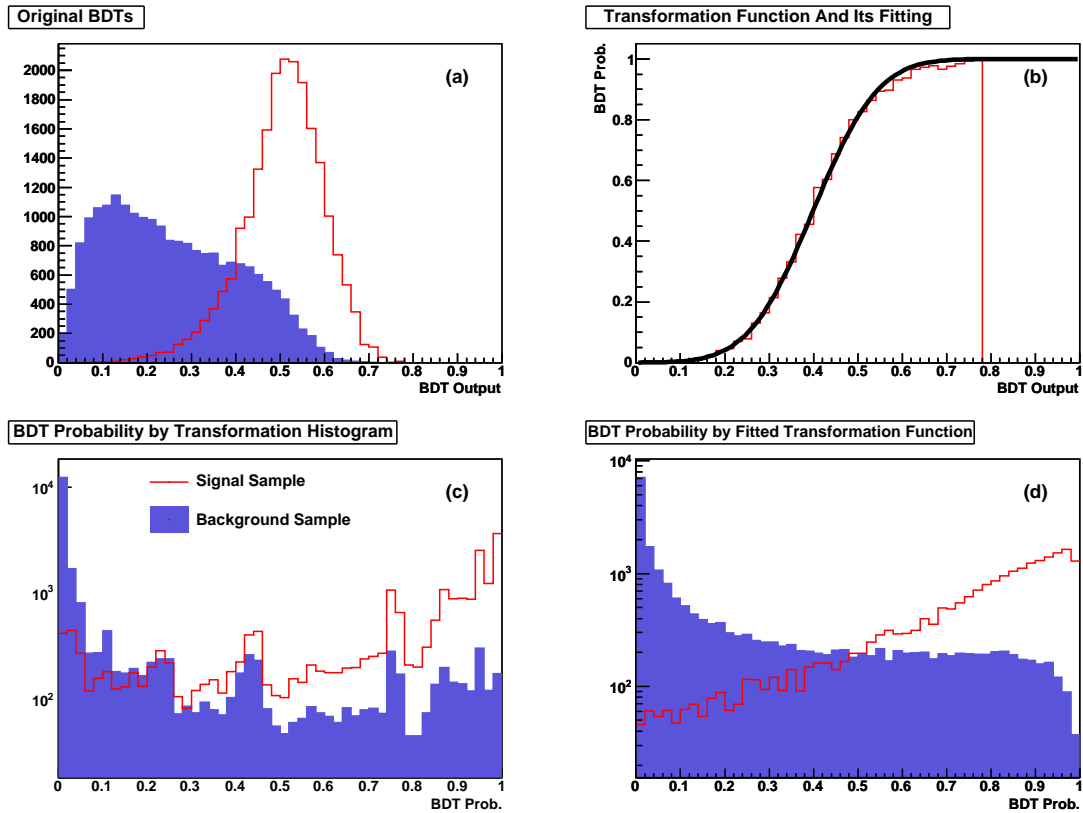 Original BDTs
(a)
2000
1800
1600
1400
1200
1000
800
600
400
200
0
0 0.1 0.2 0.3 0.4 0.5 0.6 0.7 0.8 0.9 1
BDT Output
Transformation Function And Its Fitting
BDT Prob.
(b)
1
0.8
0.6
0.4
0.2
0
0 0.1 0.2 0.3 0.4 0.5 0.6 0.7 0.8 0.9 1
BDT Output
BDT Probability by Transformation Histogram
Signal Sample
Background Sample
(c)
10^4
10^3
10^2
0 0.1 0.2 0.3 0.4 0.5 0.6 0.7 0.8 0.9 1
BDT Prob.
BDT Probability by Fitted Transformation Function
(d)
10^4
10^3
10^2
0 0.1 0.2 0.3 0.4 0.5 0.6 0.7 0.8 0.9 1
BDT Prob.